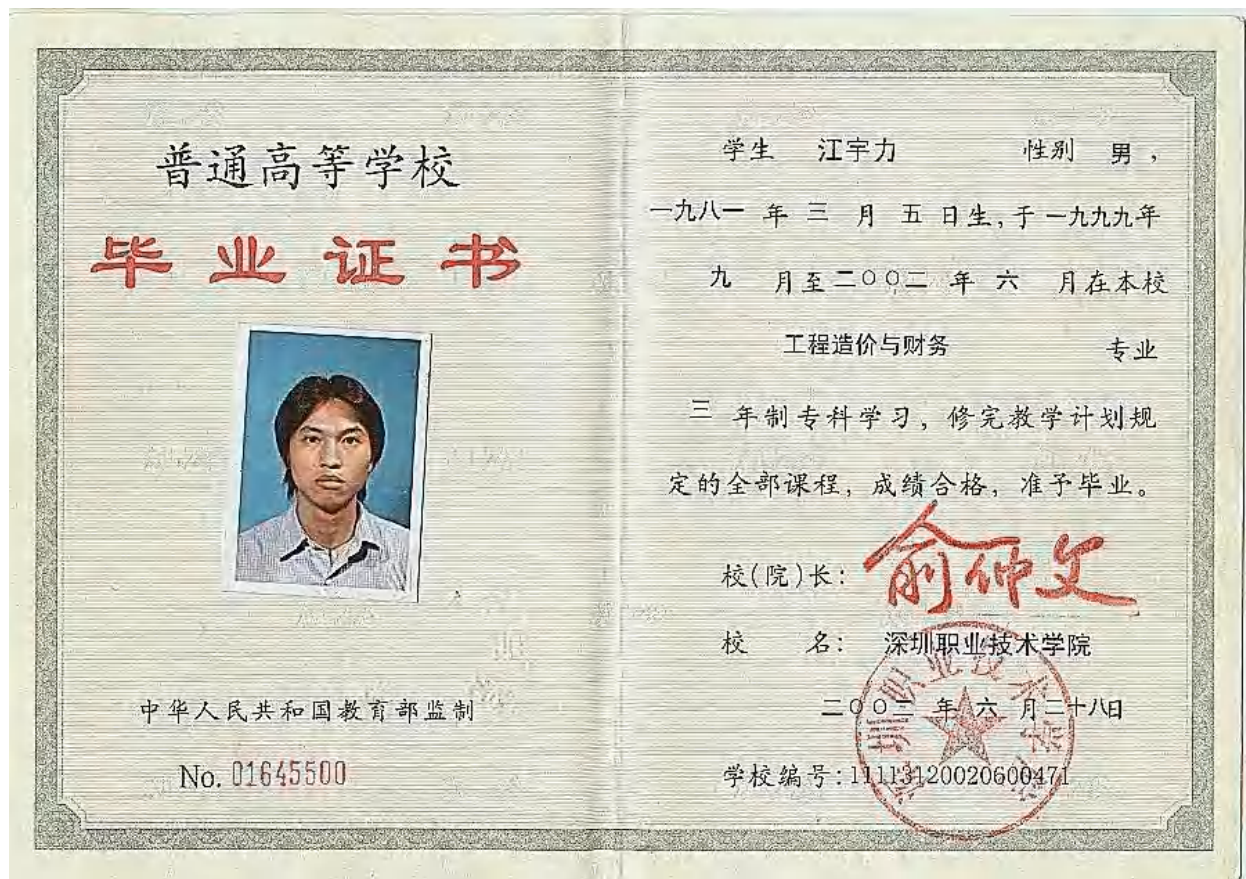 普通高等学校
毕业证书
中华人民共和国教育部监制
No. 01645500
学生 江宇力 性别 男，
一九八一 年 三 月 五 日生，于 一九九九年
九 月至 二〇〇二 年 六 月在本校
工程造价与财务 专业
三 年制专科学习，修完教学计划规
定的全部课程，成绩合格，准予毕业。
校(院)长： 俞仲文
校 名： 深圳职业技术学院
二〇〇二 年 六 月二十八日
学校编号：11113120020600471